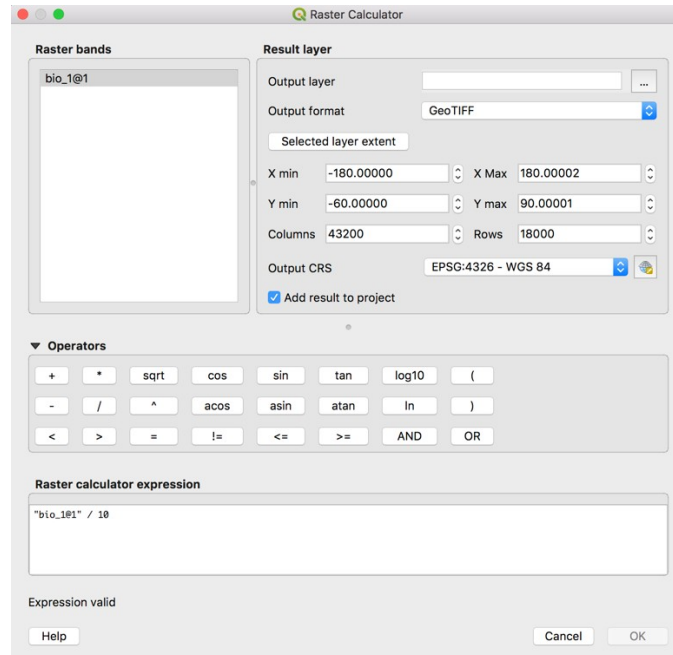 Raster Calculator
Raster bands
bio_1@1
Result layer
Output layer
...
Output format GeoTIFF
Selected layer extent
X min -180.00000 X Max 180.00002
Y min -60.00000 Y max 90.00001
Columns 43200 Rows 18000
Output CRS EPSG:4326 - WGS 84
Add result to project
Operators
+ * sqrt cos sin tan log10 (
- / ^ acos asin atan ln )
< > = != <= >= AND OR
Raster calculator expression
"bio_1@1" / 10
Expression valid
Help Cancel OK